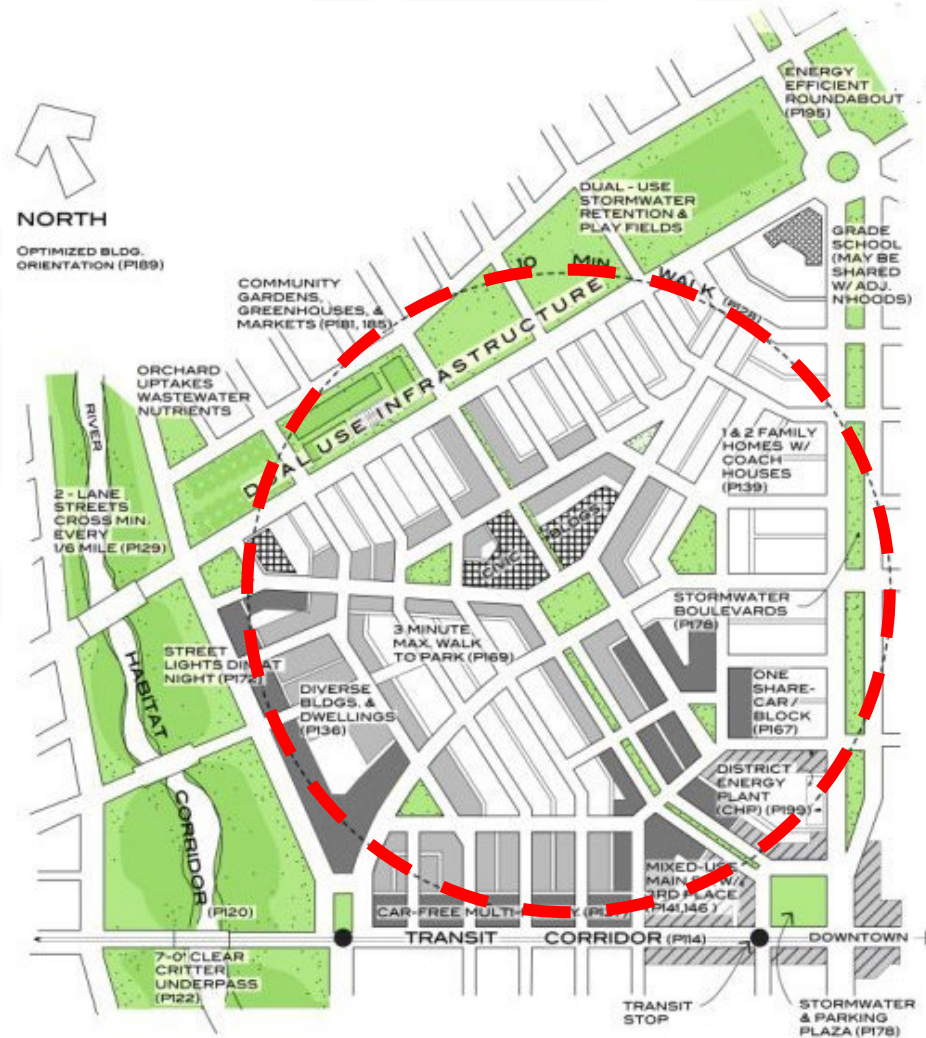 ENERGY
EFFICIENT
ROUNDABOUT
(P195)
NORTH
OPTIMIZED BLDG.
ORIENTATION (P189)
DUAL - USE
STORMWATER
RETENTION &
PLAY FIELDS
GRADE
SCHOOL
(MAY BE
SHARED
W/ ADJ.
N'HOODS)
10 MIN WALK (P128)
COMMUNITY
GARDENS,
GREENHOUSES, &
MARKETS (P181, 185)
DUAL USE INFRASTRUCTURE
ORCHARD
UPTAKES
WASTEWATER
NUTRIENTS
RIVER
1 & 2 FAMILY
HOMES W/
COACH
HOUSES
(P139)
2 - LANE
STREETS
CROSS MIN.
EVERY
1/6 MILE (P129)
CIVIC BLDGS
STORMWATER
BOULEVARDS
(P178)
3 MINUTE
MAX. WALK
TO PARK (P169)
STREET
LIGHTS DIM AT
NIGHT (P172)
DIVERSE
BLDGS. &
DWELLINGS
(P136)
ONE
SHARE-
CAR /
BLOCK
(P167)
HABITAT CORRIDOR
(P120)
DISTRICT
ENERGY
PLANT
(CHP) (P199)
MIXED-USE
MAIN W/
3RD PLACE
(P141,146 )
CAR-FREE
TRANSIT CORRIDOR (P114)
DOWNTOWN
7'-0" CLEAR
CRITTER
UNDERPASS
(P122)
TRANSIT
STOP
STORMWATER
& PARKING
PLAZA (P178)